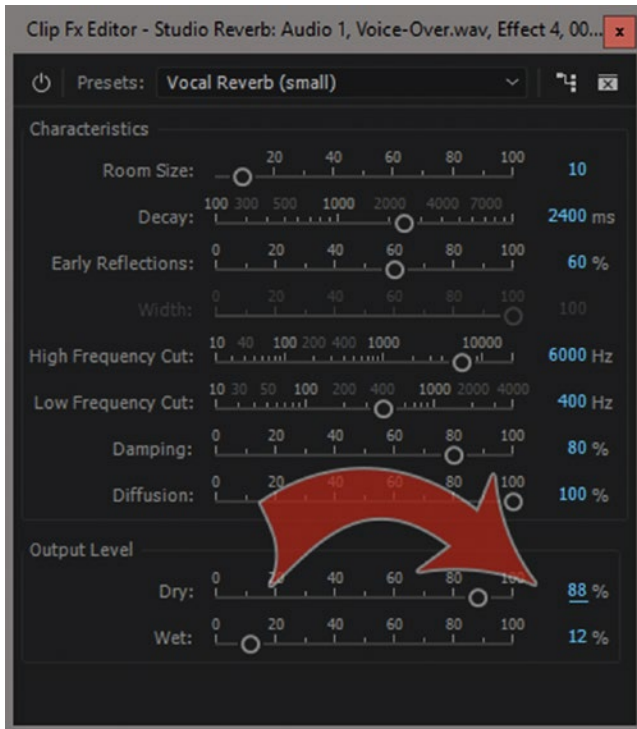 Clip Fx Editor - Studio Reverb: Audio 1, Voice-Over.wav, Effect 4, 00... x
Presets: Vocal Reverb (small)
Characteristics
20 40 60 80 100
Room Size: 10
100 300 500 1000 2000 4000 7000
Decay: 2400 ms
0 20 40 60 80 100
Early Reflections: 60 %
0 20 40 60 80 100
Width: 100
10 40 100 200 400 1000 10000
High Frequency Cut: 6000 Hz
10 30 50 100 200 400 1000 2000 4000
Low Frequency Cut: 400 Hz
0 20 40 60 80 100
Damping: 80 %
0 20 40 60 80 100
Diffusion: 100 %
Output Level
0 20 40 60 80 100
Dry: 88 %
0 20 40 60 80 100
Wet: 12 %